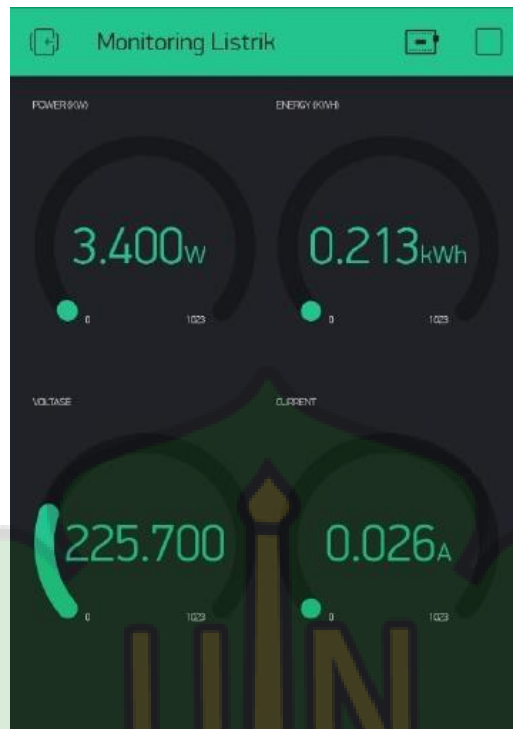 Monitoring Listrik
POWER (KW)
ENERGY (KWH)
3.400W
0.213kWh
0 1023
0 1023
VOLTASE
CURRENT
225.700
0.026A
0 1023
0 1023
UIN